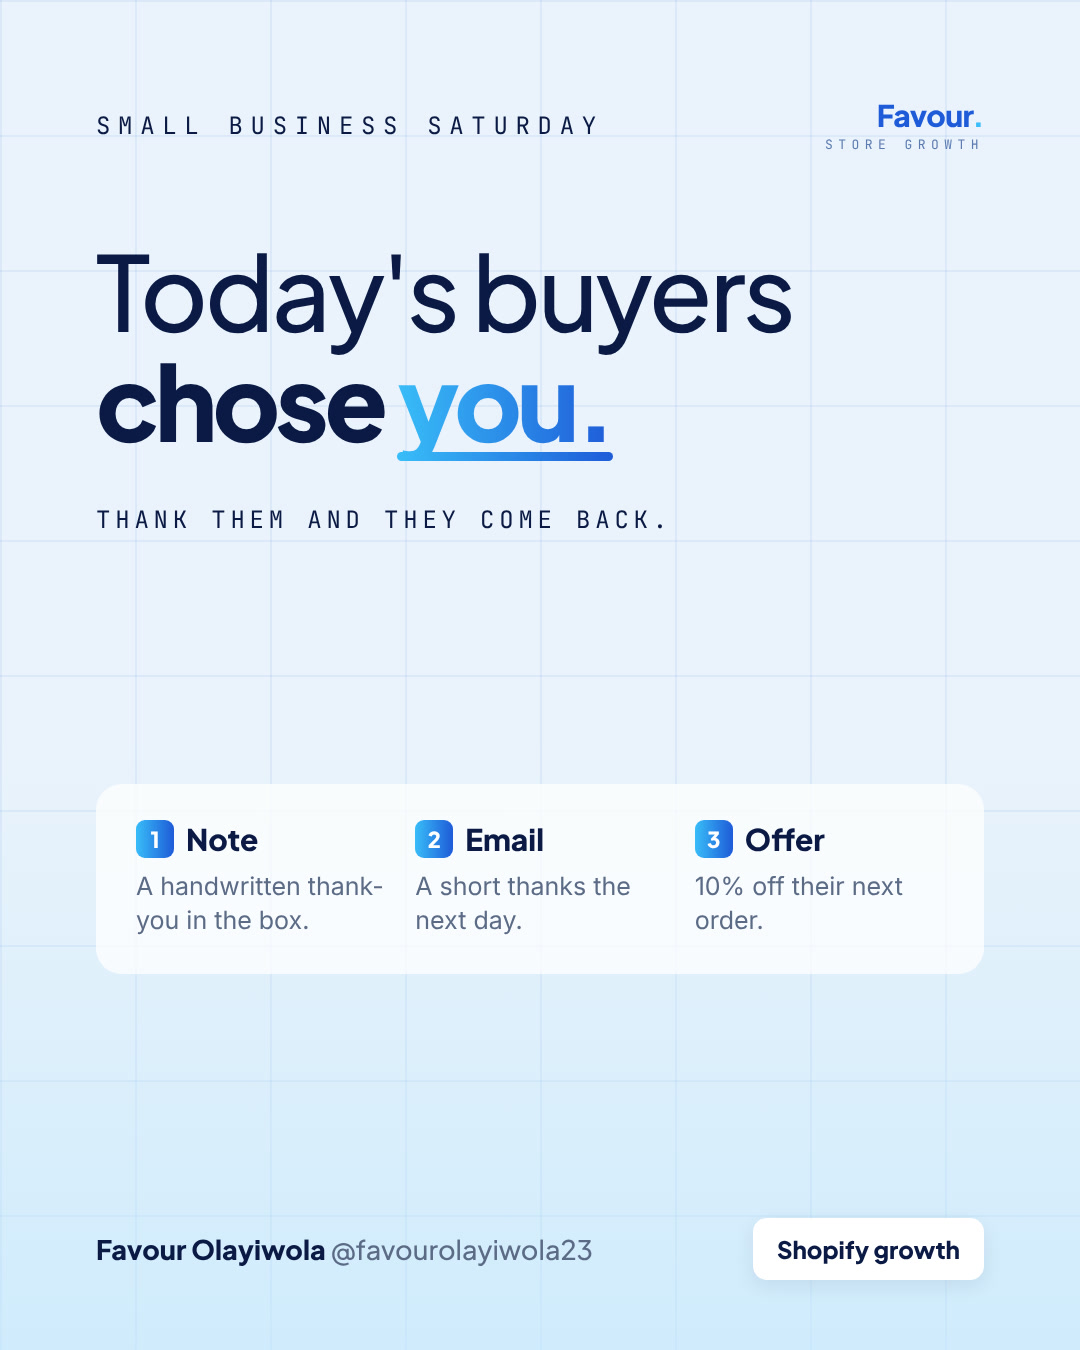 SMALL BUSINESS SATURDAY
Favour.
STORE GROWTH
Today's buyers
chose you.
THANK THEM AND THEY COME BACK.
1 Note
A handwritten thank-
you in the box.
2 Email
A short thanks the
next day.
3 Offer
10% off their next
order.
Favour Olayiwola @favourolayiwola23
Shopify growth